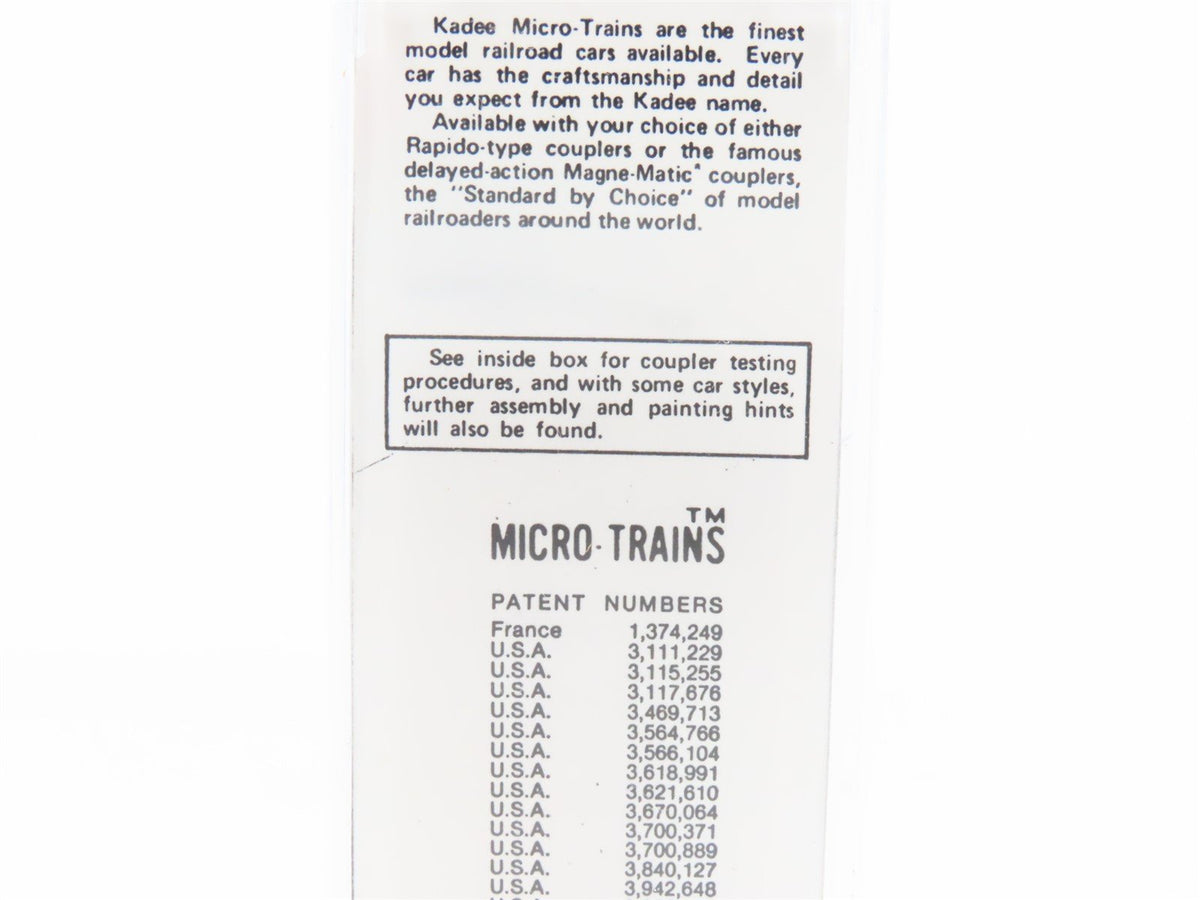 Kadee Micro-Trains are the finest
model railroad cars available. Every
car has the craftsmanship and detail
you expect from the Kadee name.
Available with your choice of either
Rapido-type couplers or the famous
delayed-action Magne-Matic® couplers,
the "Standard by Choice" of model
railroaders around the world.
See inside box for coupler testing
procedures, and with some car styles,
further assembly and painting hints
will also be found.
MICRO-TRAINS™
PATENT NUMBERS
France 1,374,249
U.S.A. 3,111,229
U.S.A. 3,115,255
U.S.A. 3,117,676
U.S.A. 3,469,713
U.S.A. 3,564,766
U.S.A. 3,566,104
U.S.A. 3,618,991
U.S.A. 3,621,610
U.S.A. 3,670,064
U.S.A. 3,700,371
U.S.A. 3,700,889
U.S.A. 3,840,127
U.S.A. 3,942,648